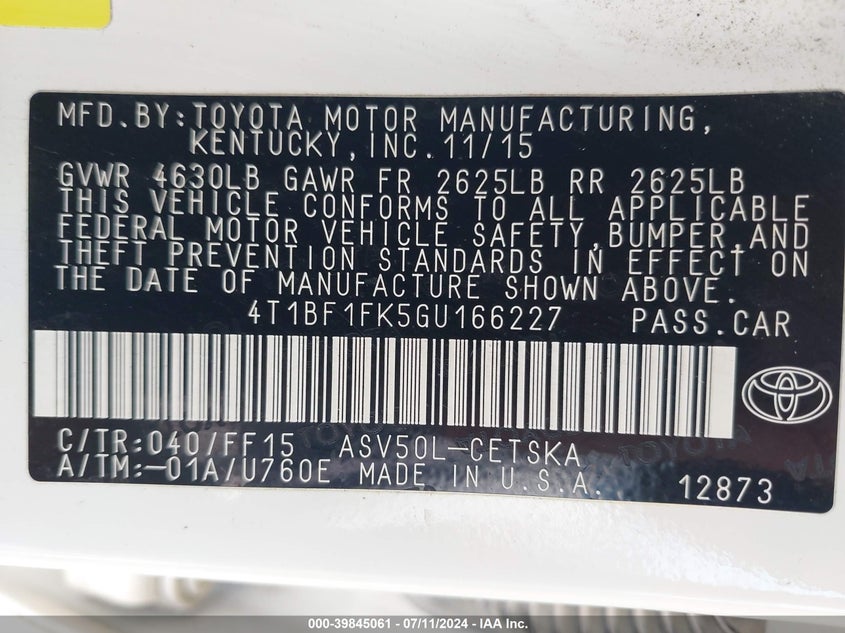 MFD.BY:TOYOTA MOTOR MANUFACTURING,
KENTUCKY,INC.11/15
GVWR 4630LB GAWR FR 2625LB RR 2625LB
THIS VEHICLE CONFORMS TO ALL APPLICABLE
FEDERAL MOTOR VEHICLE SAFETY,BUMPER,AND
THEFT PREVENTION STANDARDS IN EFFECT ON
THE DATE OF MANUFACTURE SHOWN ABOVE.
4T1BF1FK5GU166227 PASS.CAR
C/TR:040/FF15 ASV50L-CETSKA
A/TM:-01A/U760E MADE IN U.S.A. 12873
000-39845061 / 07/11/2024 / IAA Inc.